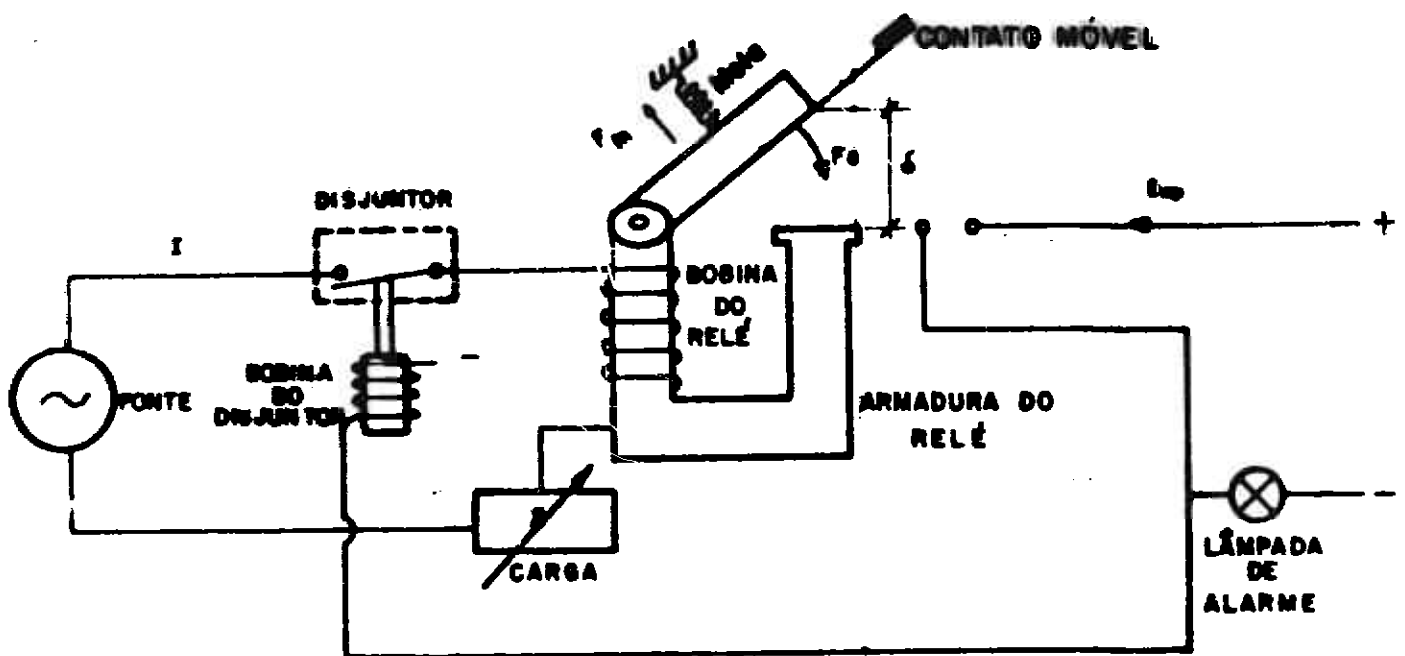 CONTATO MÓVEL
Mola
Fe
δ
DISJUNTOR
I
+
BOBINA
DO
RELÉ
-
BOBINA
DO
DISJUNTOR
FONTE
ARMADURA DO
RELÉ
-
CARGA
LÂMPADA
DE
ALARME